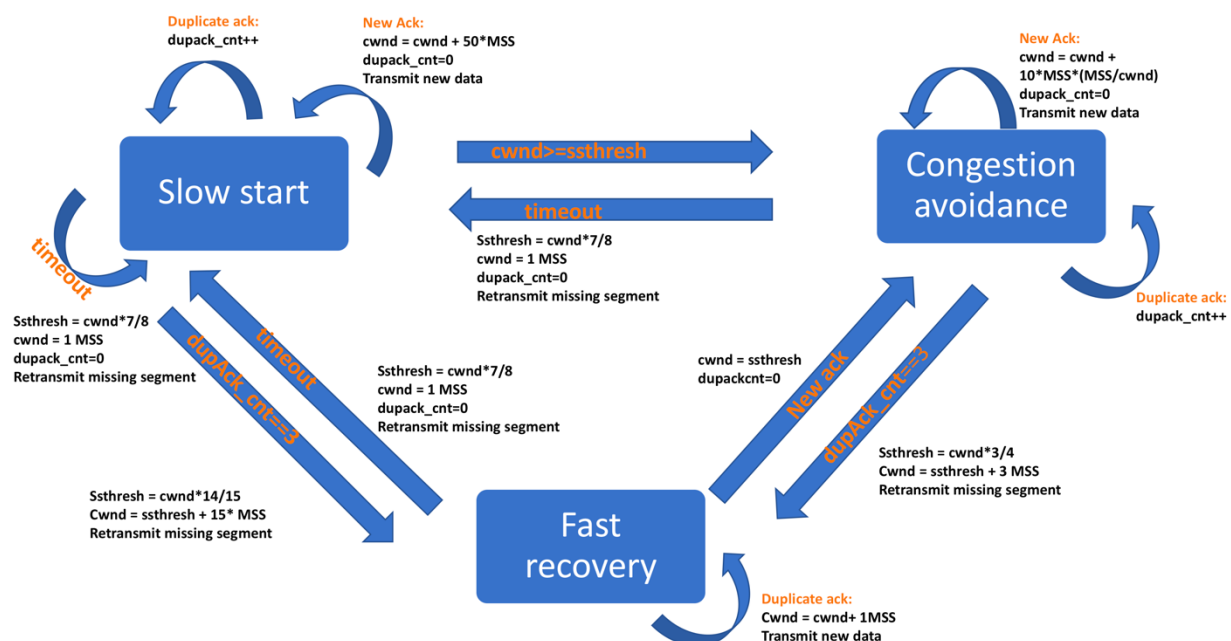 Duplicate ack:
dupack_cnt++
New Ack:
cwnd = cwnd + 50*MSS
dupack_cnt=0
Transmit new data
New Ack:
cwnd = cwnd +
10*MSS*(MSS/cwnd)
dupack_cnt=0
Transmit new data
Slow start
cwnd>=ssthresh
Congestion
avoidance
timeout
Ssthresh = cwnd*7/8
cwnd = 1 MSS
dupack_cnt=0
Retransmit missing segment
timeout
Ssthresh = cwnd*7/8
cwnd = 1 MSS
dupack_cnt=0
Retransmit missing segment
Duplicate ack:
dupack_cnt++
timeout
Ssthresh = cwnd*7/8
cwnd = 1 MSS
dupack_cnt=0
Retransmit missing segment
dupAck_cnt==3
Ssthresh = cwnd*14/15
Cwnd = ssthresh + 15* MSS
Retransmit missing segment
cwnd = ssthresh
dupackcnt=0
New ack
dupAck_cnt==3
Ssthresh = cwnd*3/4
Cwnd = ssthresh + 3 MSS
Retransmit missing segment
Fast
recovery
Duplicate ack:
Cwnd = cwnd+ 1MSS
Transmit new data